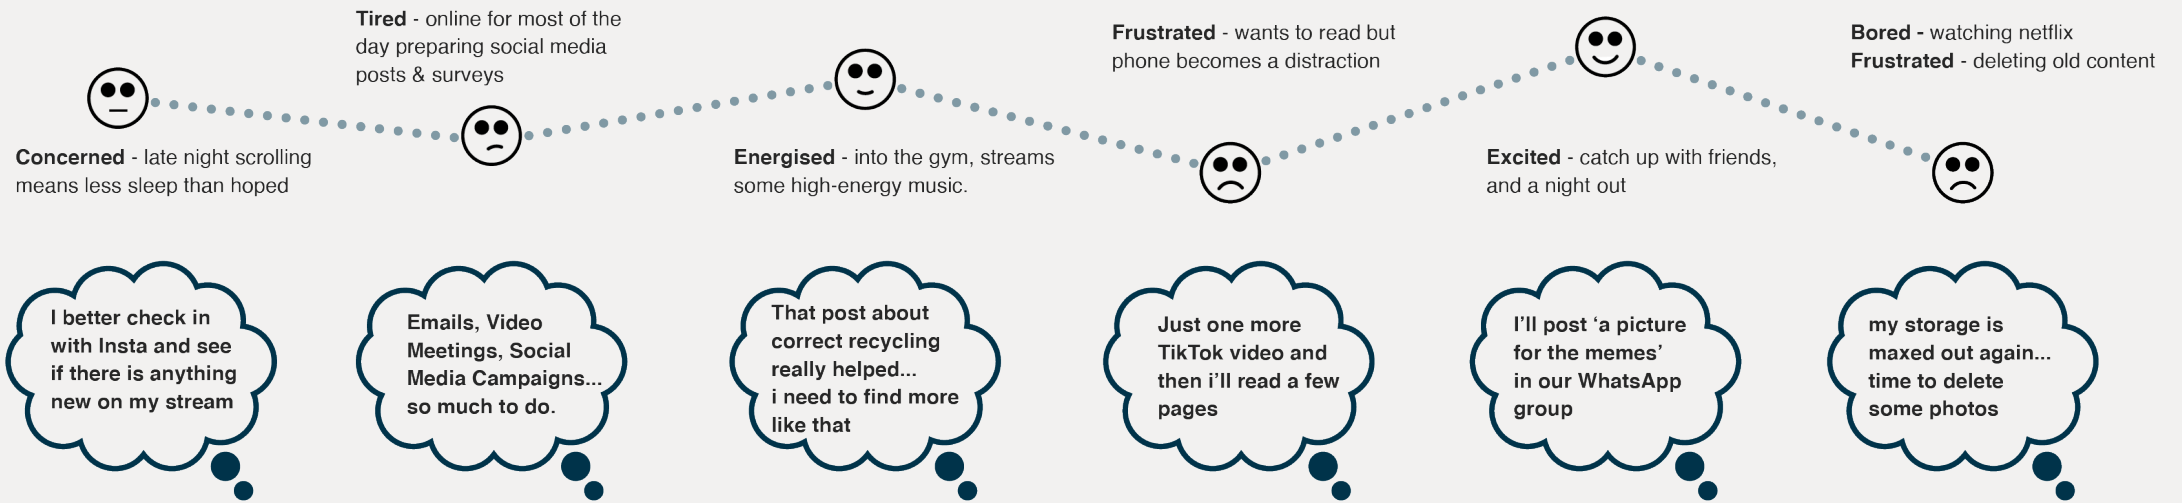 Concerned - late night scrolling
means less sleep than hoped
Tired - online for most of the
day preparing social media
posts & surveys
Energised - into the gym, streams
some high-energy music.
Frustrated - wants to read but
phone becomes a distraction
Excited - catch up with friends,
and a night out
Bored - watching netflix
Frustrated - deleting old content
I better check in
with Insta and see
if there is anything
new on my stream
Emails, Video
Meetings, Social
Media Campaigns...
so much to do.
That post about
correct recycling
really helped...
i need to find more
like that
Just one more
TikTok video and
then i’ll read a few
pages
I’ll post ‘a picture
for the memes’
in our WhatsApp
group
my storage is
maxed out again...
time to delete
some photos